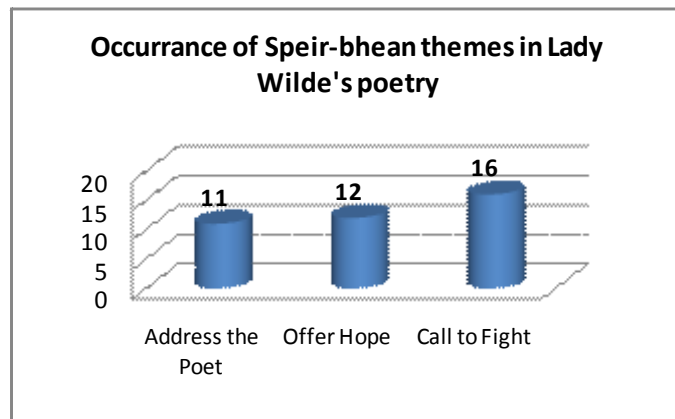 Occurrance of Speir-bhean themes in Lady
Wilde's poetry
20
15
10
5
0
11
12
16
Address the
Poet
Offer Hope
Call to Fight